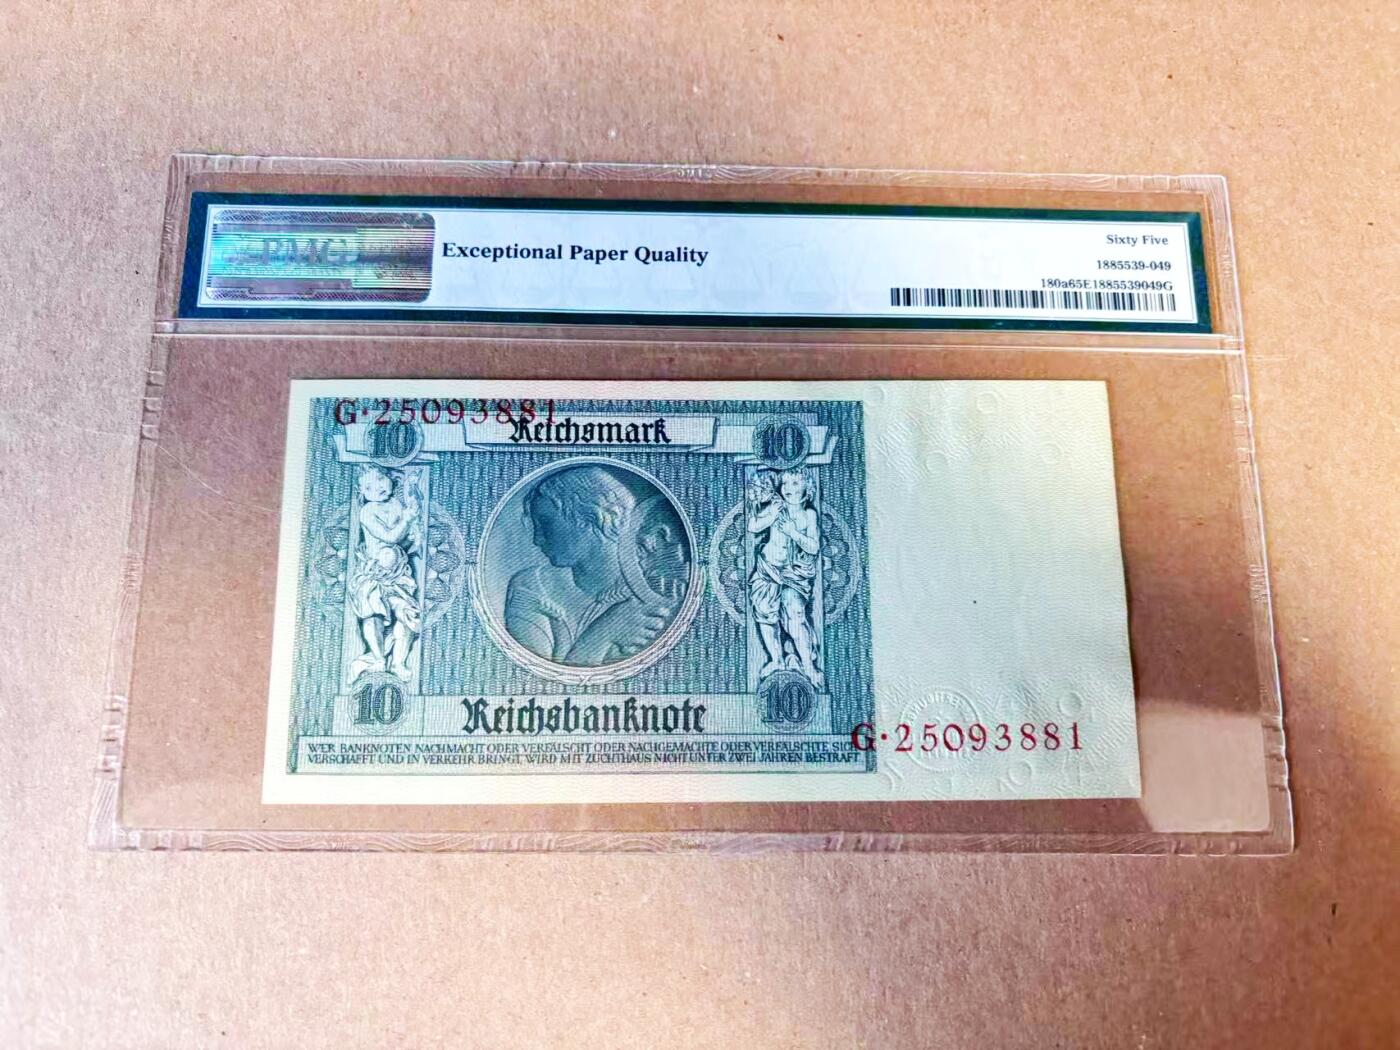 PMG
Exceptional Paper Quality
Sixty Five
1885539-049
180a65E1885539049G
G·25093881
10
Reichsmark
10
10
Reichsbanknote
10
WER BANKNOTEN NACHMACHT ODER VERFÄLSCHT ODER NACHGEMACHTE ODER VERFÄLSCHTE SICH
VERSCHAFFT UND IN VERKEHR BRINGT, WIRD MIT ZUCHTHAUS NICHT UNTER ZWEI JAHREN BESTRAFT
G·25093881